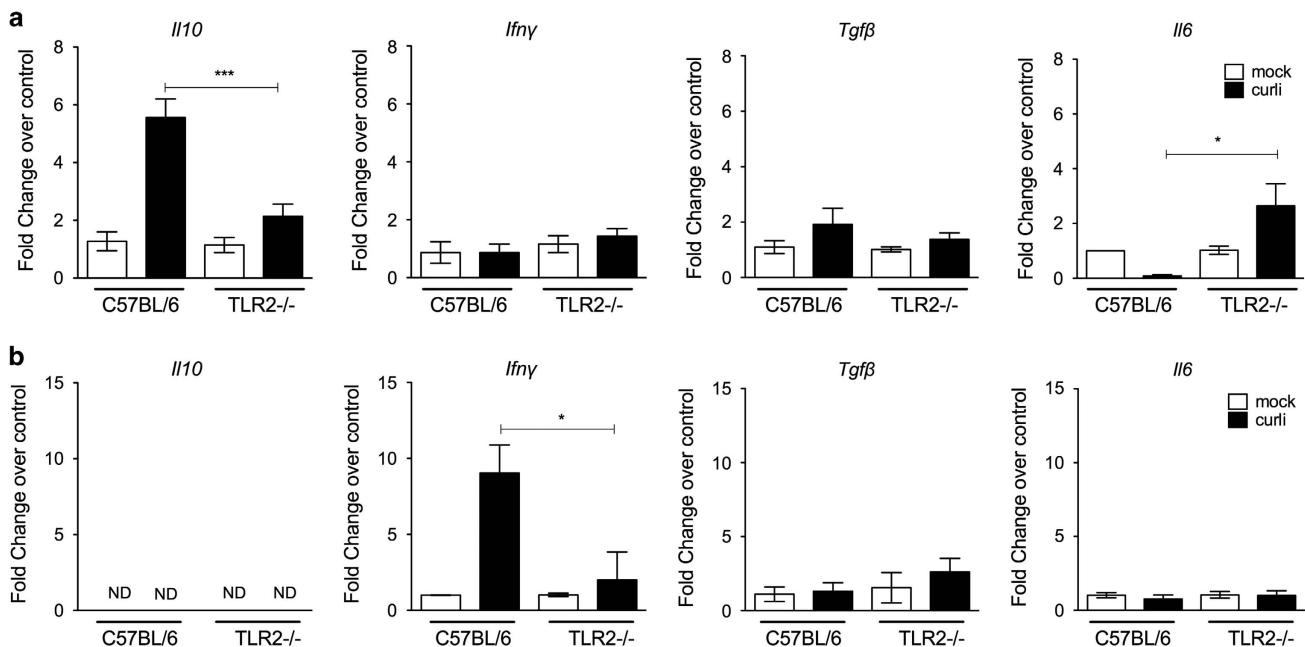 a
Il10
Ifnγ
Tgfβ
Il6
Fold Change over control
8
6
4
2
0
***
C57BL/6 TLR2-/-
Fold Change over control
8
6
4
2
0
C57BL/6 TLR2-/-
Fold Change over control
8
6
4
2
0
C57BL/6 TLR2-/-
Fold Change over control
8
6
4
2
0
mock
curli
*
C57BL/6 TLR2-/-
b
Il10
Ifnγ
Tgfβ
Il6
Fold Change over control
15
10
5
0
ND ND ND ND
C57BL/6 TLR2-/-
Fold Change over control
15
10
5
0
*
C57BL/6 TLR2-/-
Fold Change over control
15
10
5
0
C57BL/6 TLR2-/-
Fold Change over control
15
10
5
0
mock
curli
C57BL/6 TLR2-/-